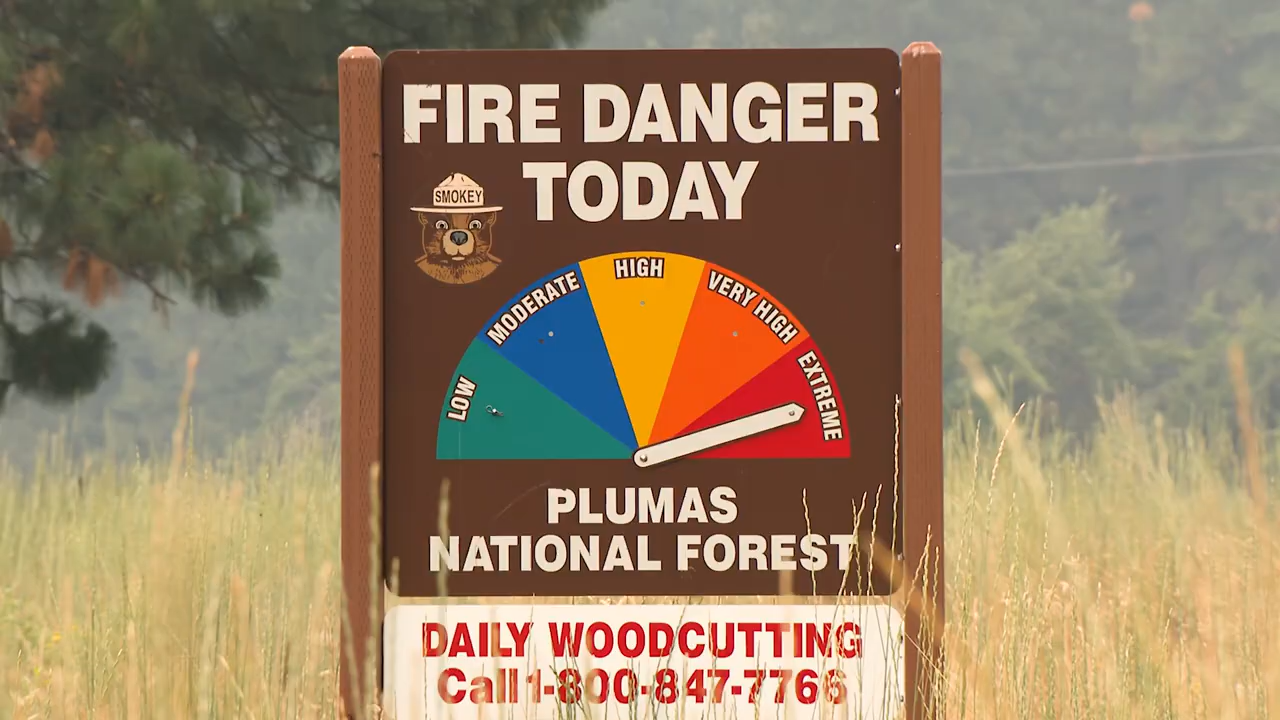 FIRE DANGER
TODAY
SMOKEY
LOW
MODERATE
HIGH
VERY HIGH
EXTREME
PLUMAS
NATIONAL FOREST
DAILY WOODCUTTING
Call 1-800-847-7766